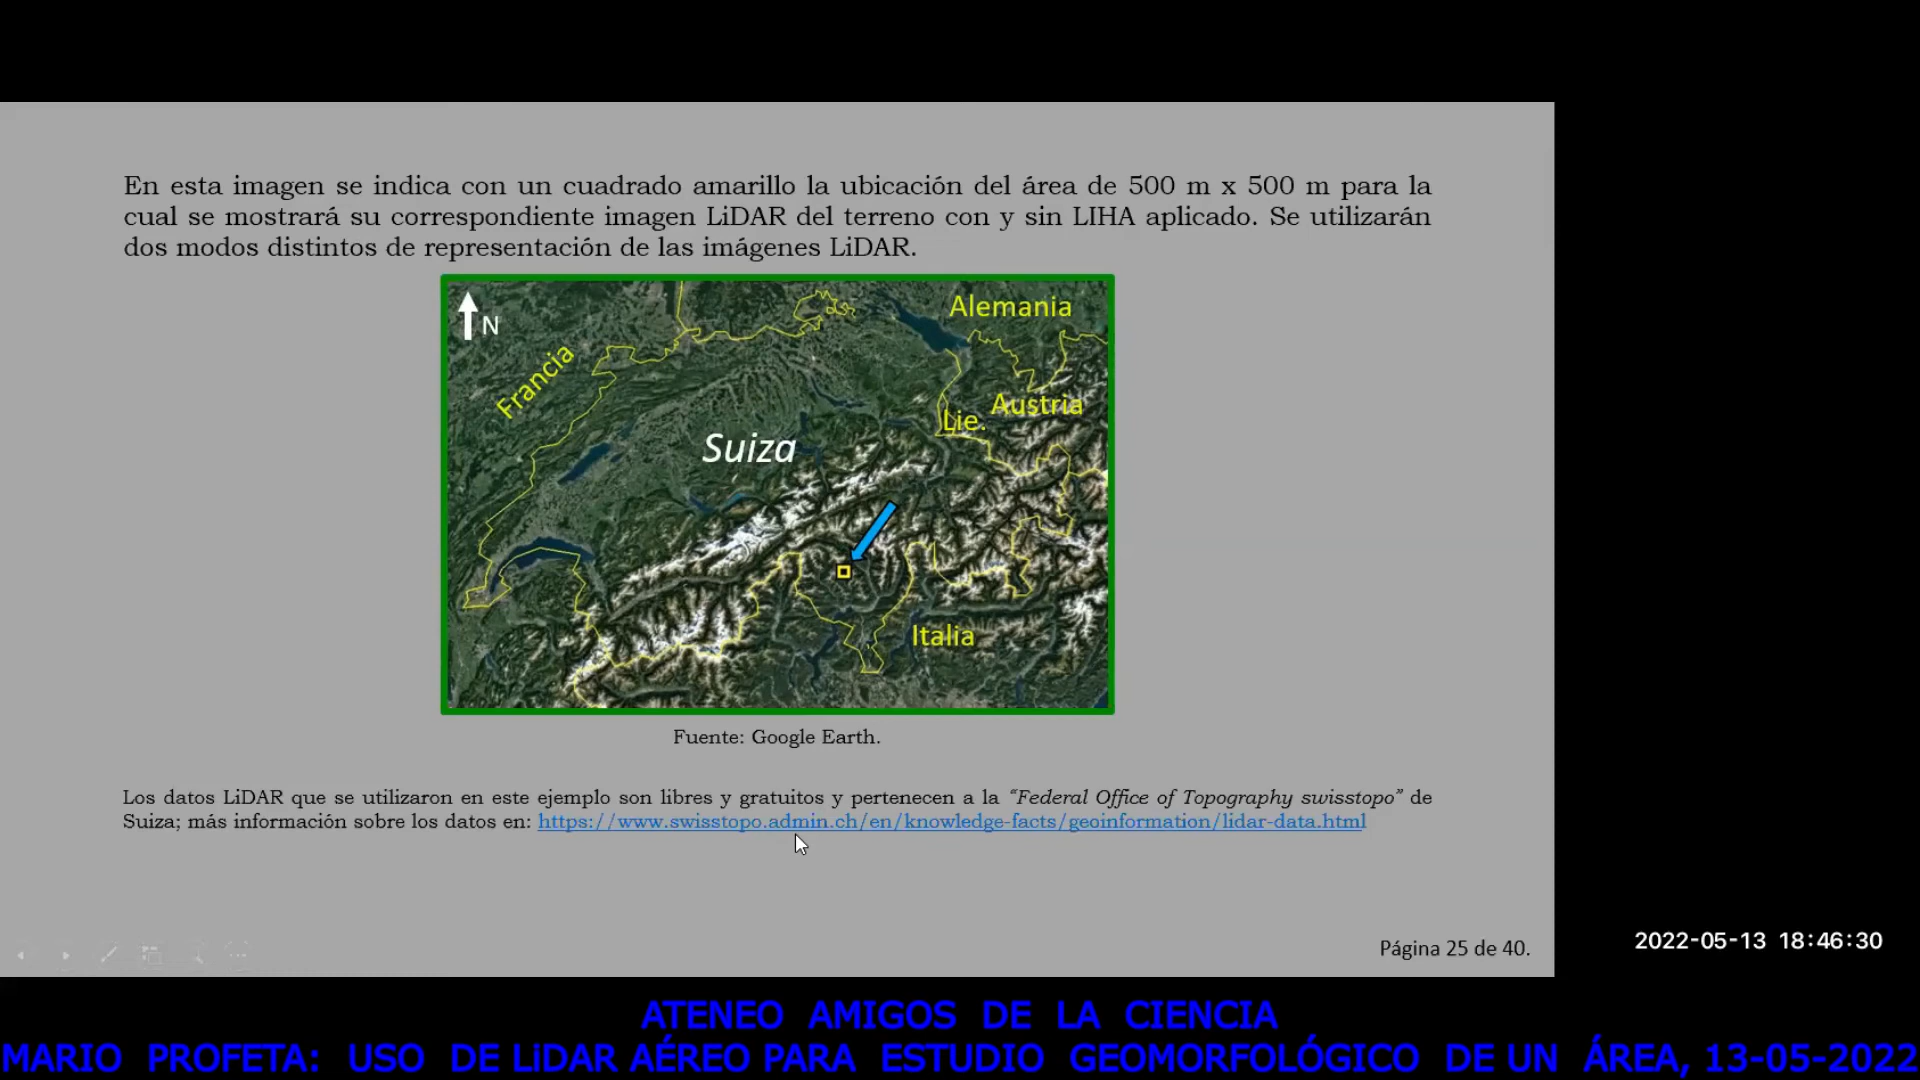 En esta imagen se indica con un cuadrado amarillo la ubicación del área de 500 m x 500 m para la
cual se mostrará su correspondiente imagen LiDAR del terreno con y sin LIHA aplicado. Se utilizarán
dos modos distintos de representación de las imágenes LiDAR.
N
Alemania
Francia
Austria
Lie.
Suiza
Italia
Fuente: Google Earth.
Los datos LiDAR que se utilizaron en este ejemplo son libres y gratuitos y pertenecen a la “Federal Office of Topography swisstopo” de
Suiza; más información sobre los datos en: https://www.swisstopo.admin.ch/en/knowledge-facts/geoinformation/lidar-data.html
Página 25 de 40.
2022-05-13 18:46:30
ATENEO AMIGOS DE LA CIENCIA
MARIO PROFETA: USO DE LiDAR AÉREO PARA ESTUDIO GEOMORFOLÓGICO DE UN ÁREA, 13-05-2022